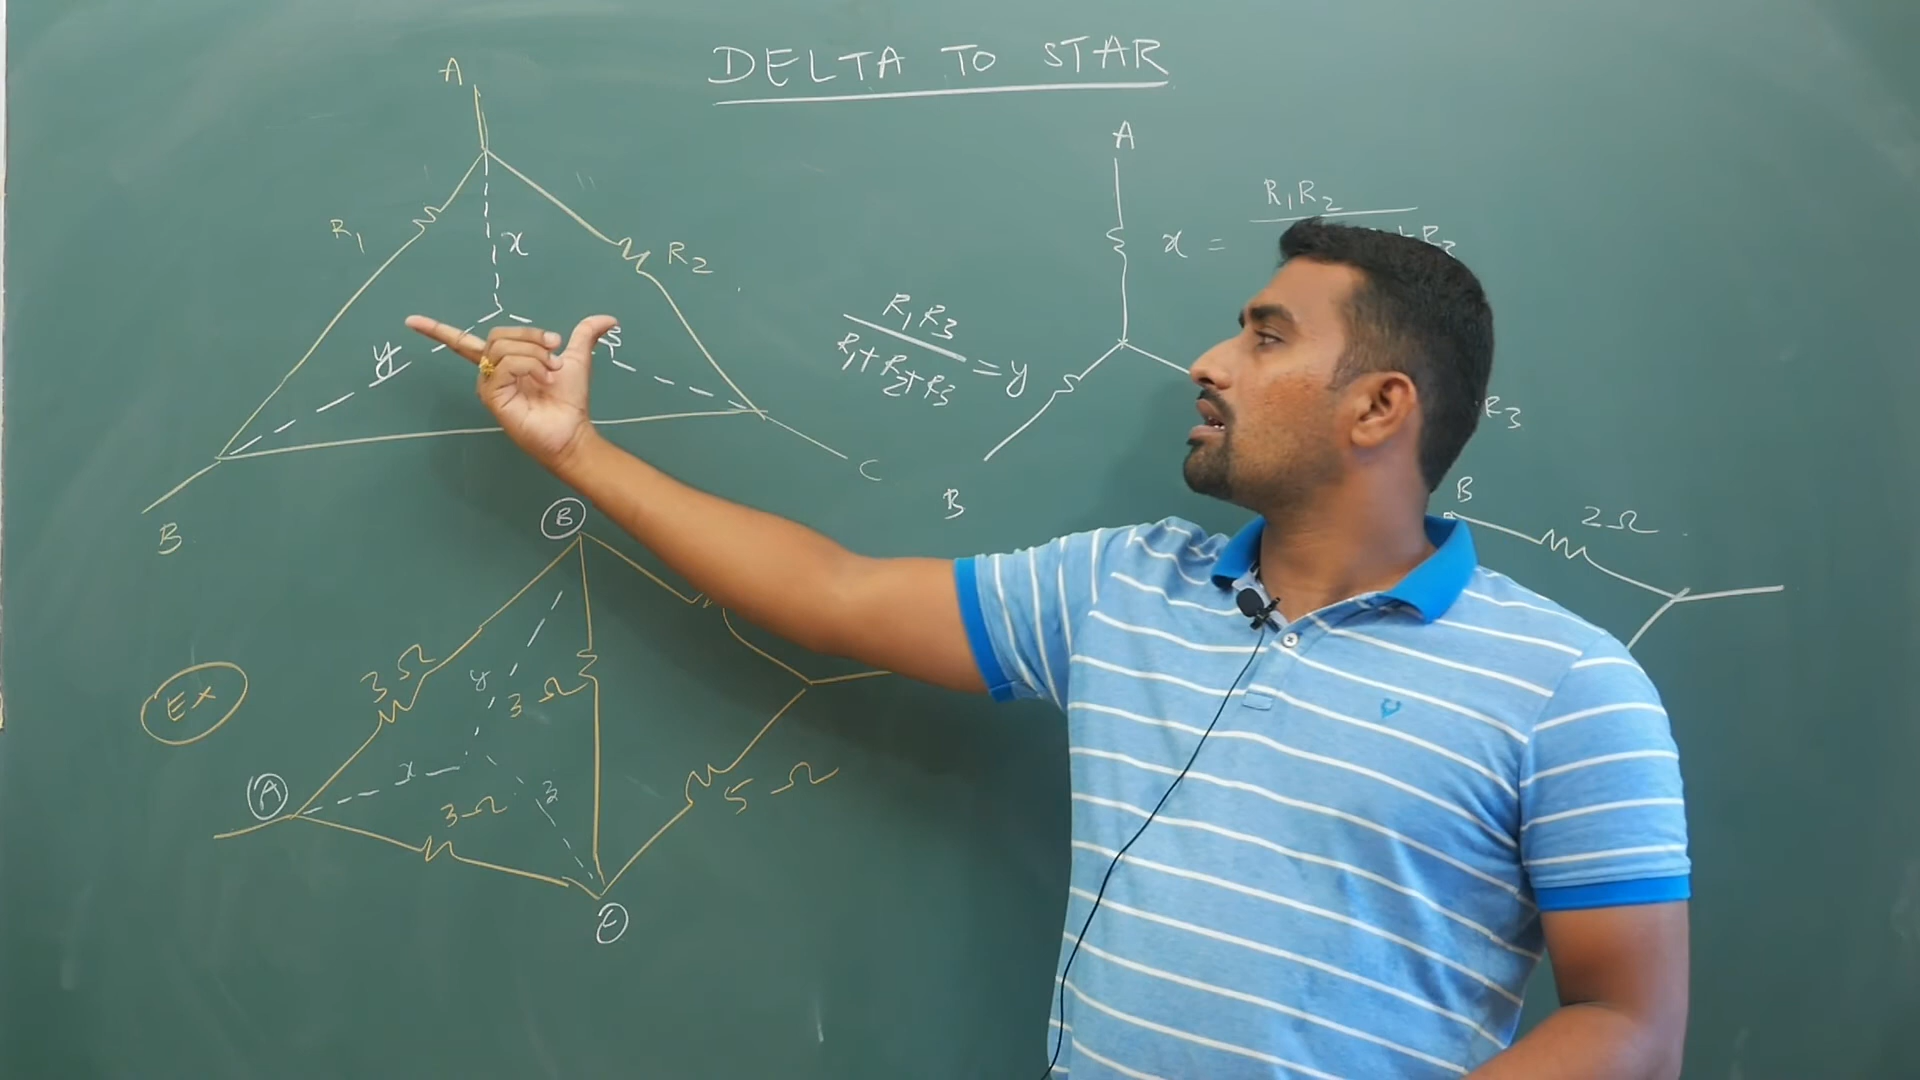 DELTA TO STAR
A
R1
R2
x
y
B
C
A
x =
R1R2
R1R3
R1+R2+R3
= y
B
R3
B
2Ω
Ex
A
B
C
3Ω
3Ω
3Ω
5Ω
x
y